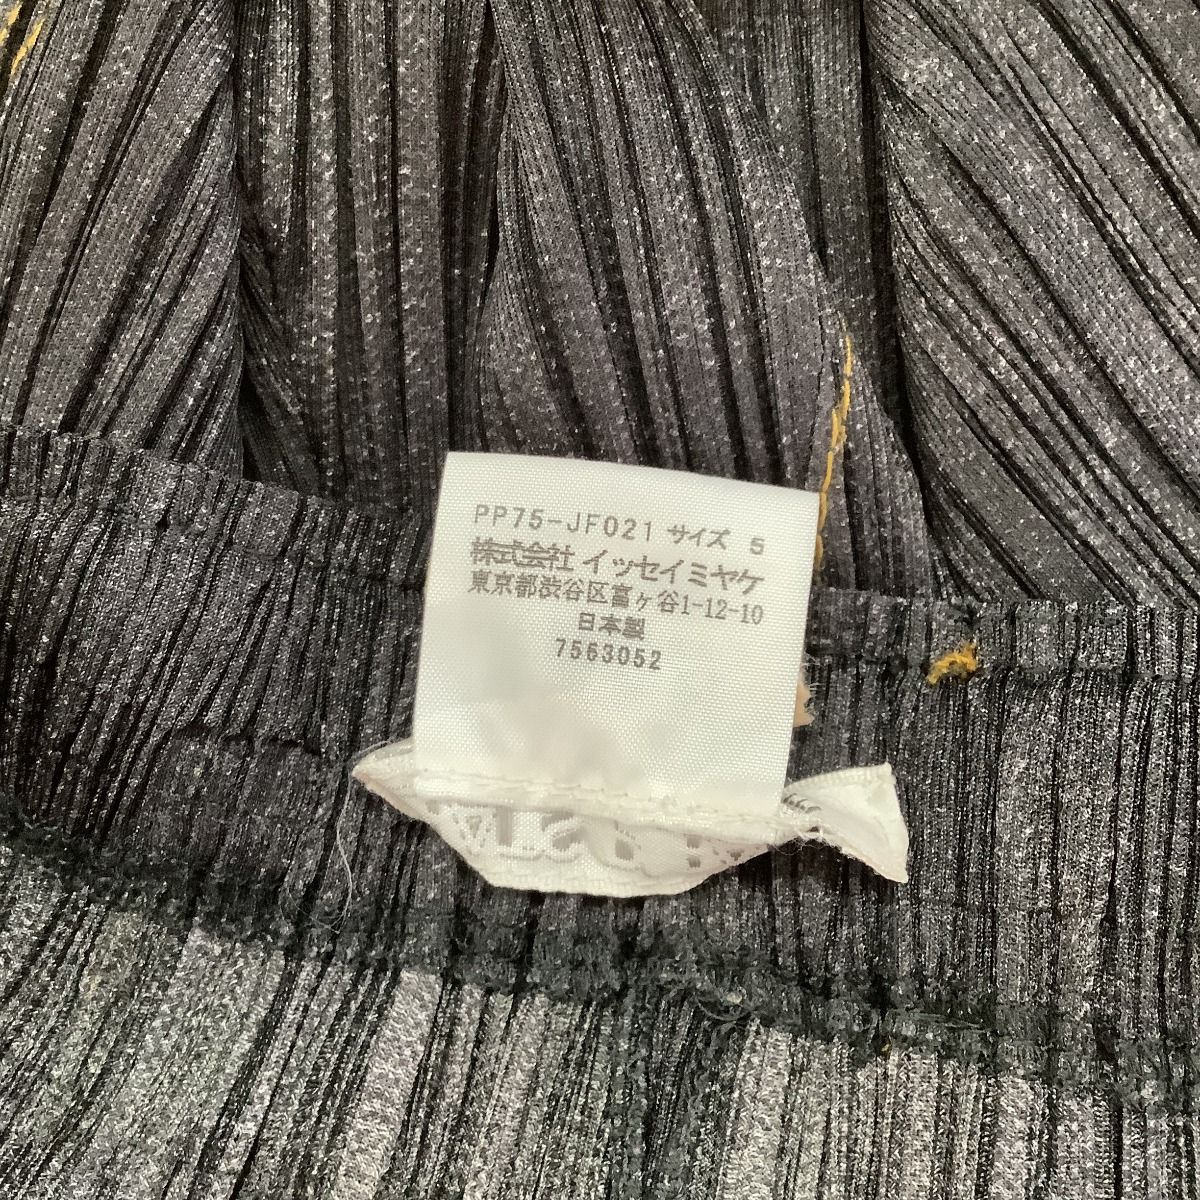 PP75-JF021 サイズ 5
株式会社 イッセイミヤケ
東京都渋谷区富ヶ谷1-12-10
日本製
7563052